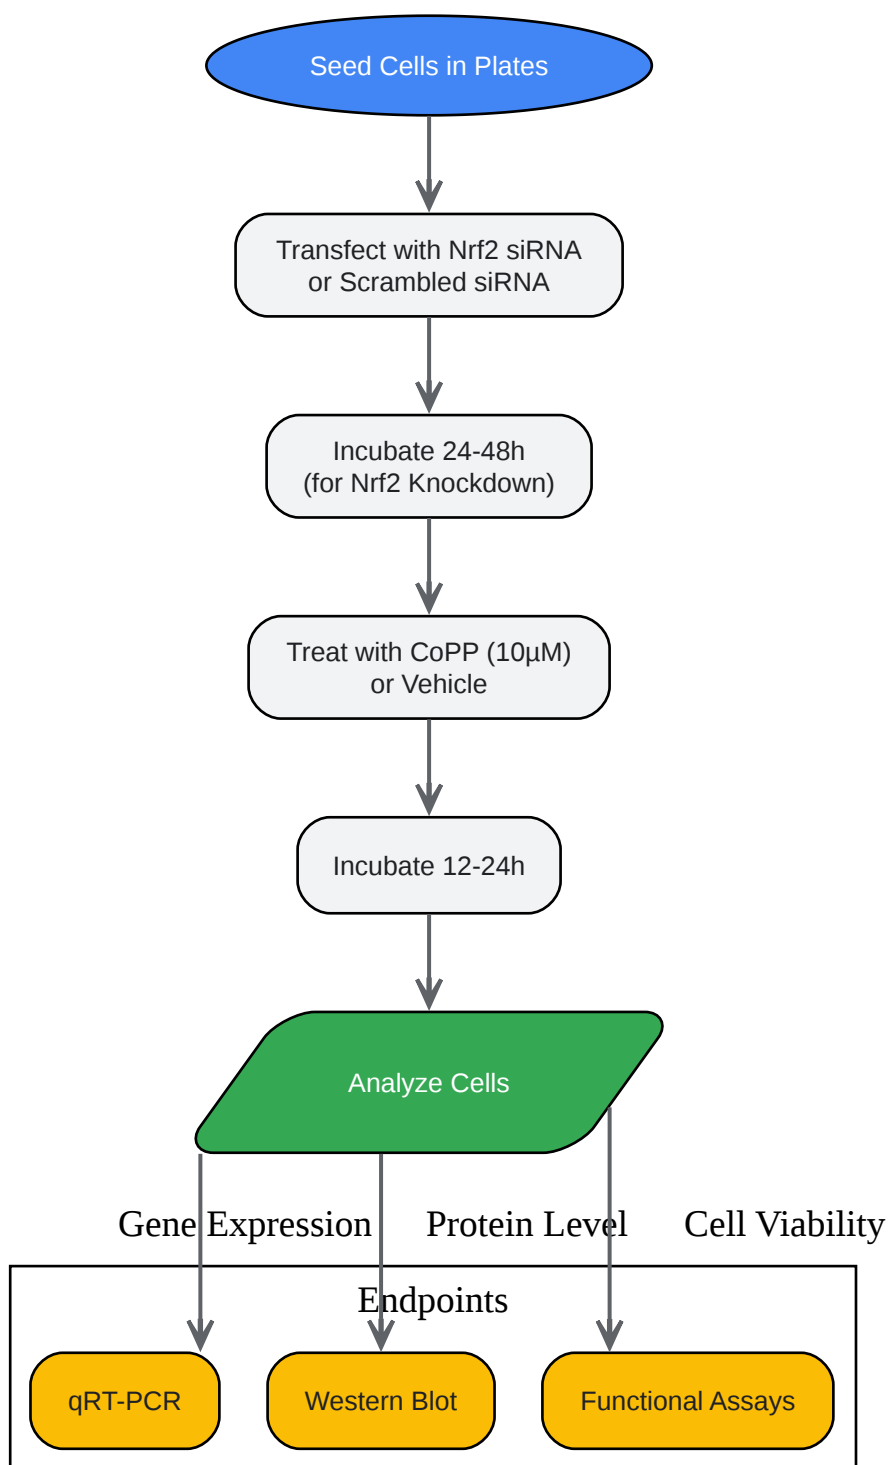 Seed Cells in Plates
Transfect with Nrf2 siRNA
or Scrambled siRNA
Incubate 24-48h
(for Nrf2 Knockdown)
Treat with CoPP (10µM)
or Vehicle
Incubate 12-24h
Analyze Cells
Gene Expression
Protein Level
Cell Viability
Endpoints
qRT-PCR
Western Blot
Functional Assays